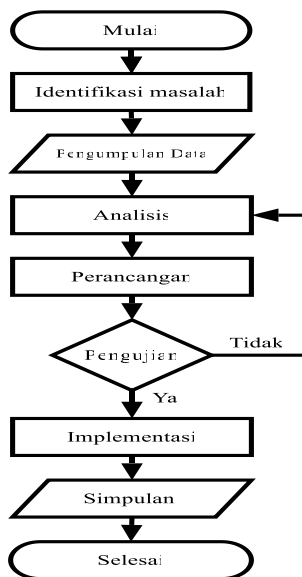 Mulai
Identifikasi masalah
Pengumpulan Data
Analisis
Perancangan
Pengujian
Tidak
Ya
Implementasi
Simpulan
Selesai